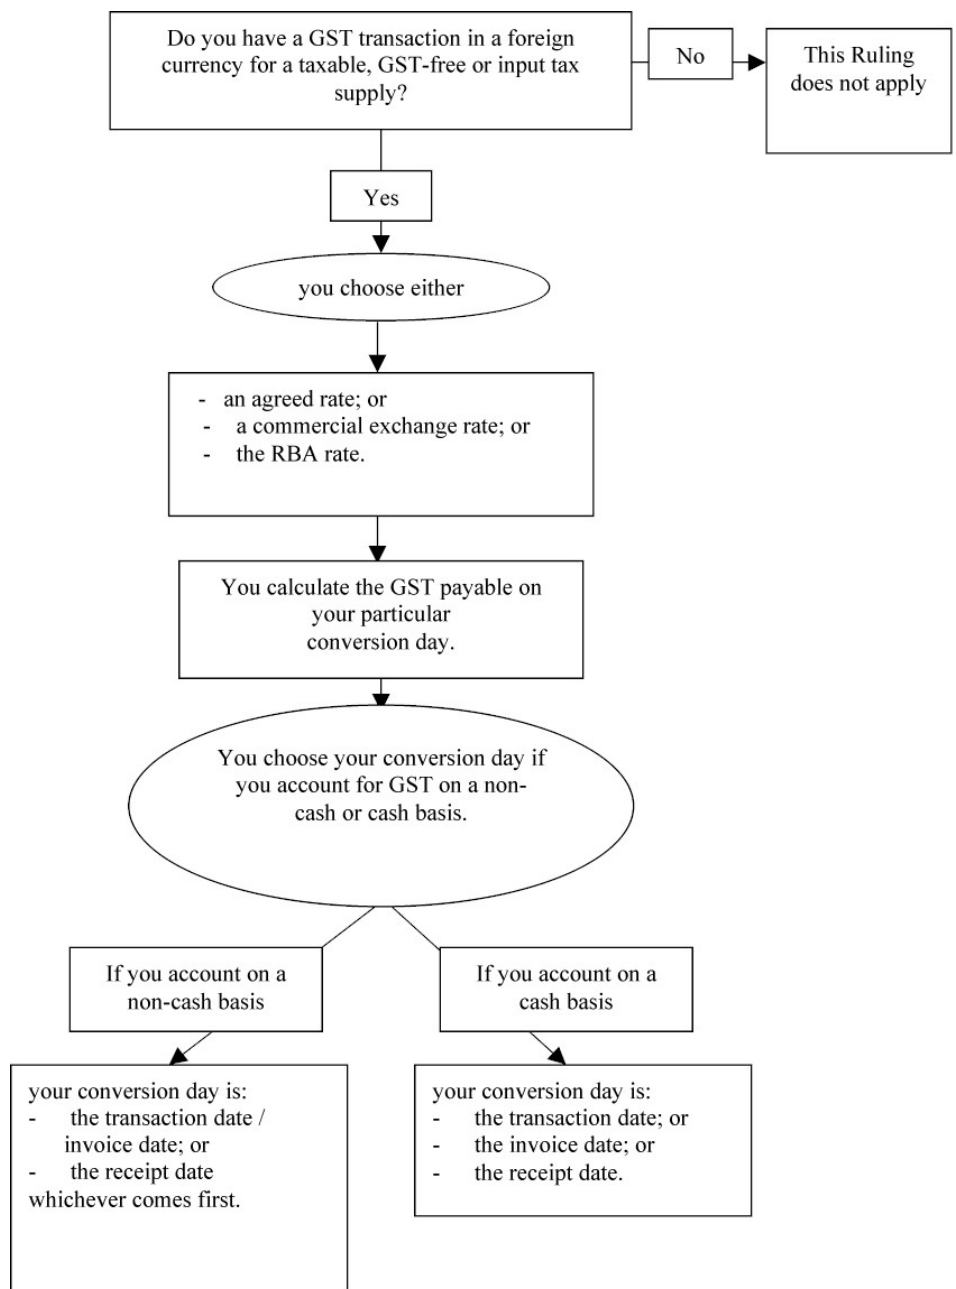 Do you have a GST transaction in a foreign
currency for a taxable, GST-free or input tax
supply?
No
This Ruling
does not apply
Yes
you choose either
- an agreed rate; or
- a commercial exchange rate; or
- the RBA rate.
You calculate the GST payable on
your particular
conversion day.
You choose your conversion day if
you account for GST on a non-
cash or cash basis.
If you account on a
non-cash basis
If you account on a
cash basis
your conversion day is:
- the transaction date /
invoice date; or
- the receipt date
whichever comes first.
your conversion day is:
- the transaction date; or
- the invoice date; or
- the receipt date.